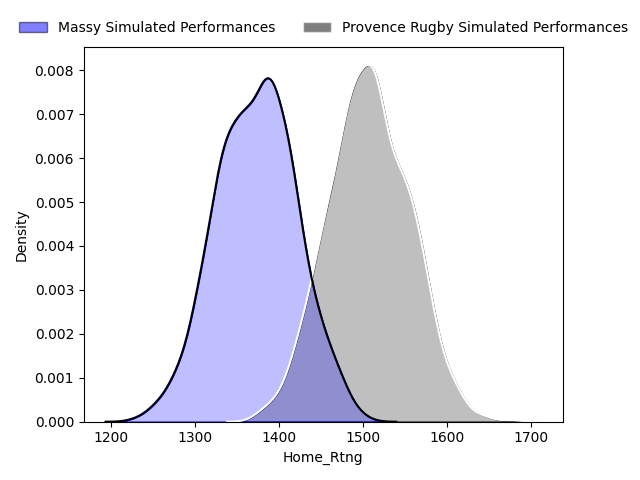 Massy Simulated Performances
Provence Rugby Simulated Performances
0.008
0.007
0.006
0.005
0.004
0.003
0.002
0.001
0.000
Density
1200 1300 1400 1500 1600 1700
Home_Rtng